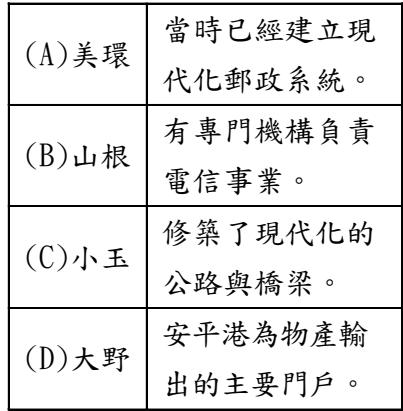 (A)美環
當時已經建立現
代化郵政系統。
(B)山根
有專門機構負責
電信事業。
(C)小玉
修築了現代化的
公路與橋梁。
(D)大野
安平港為物產輸
出的主要門戶。